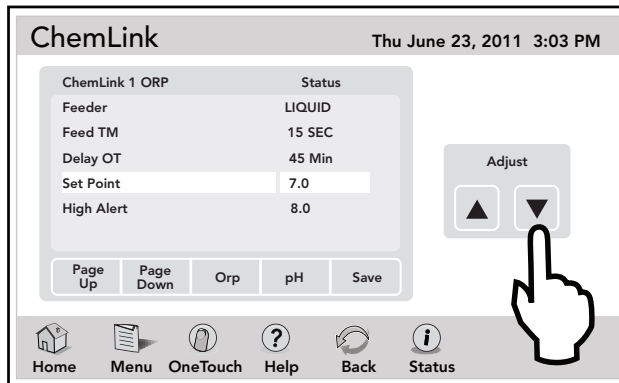 ChemLink Thu June 23, 2011 3:03 PM
ChemLink 1 ORP Status
Feeder LIQUID
Feed TM 15 SEC
Delay OT 45 Min
Set Point 7.0
High Alert 8.0
Adjust
Page Up Page Down Orp pH Save
Home Menu OneTouch Help Back Status